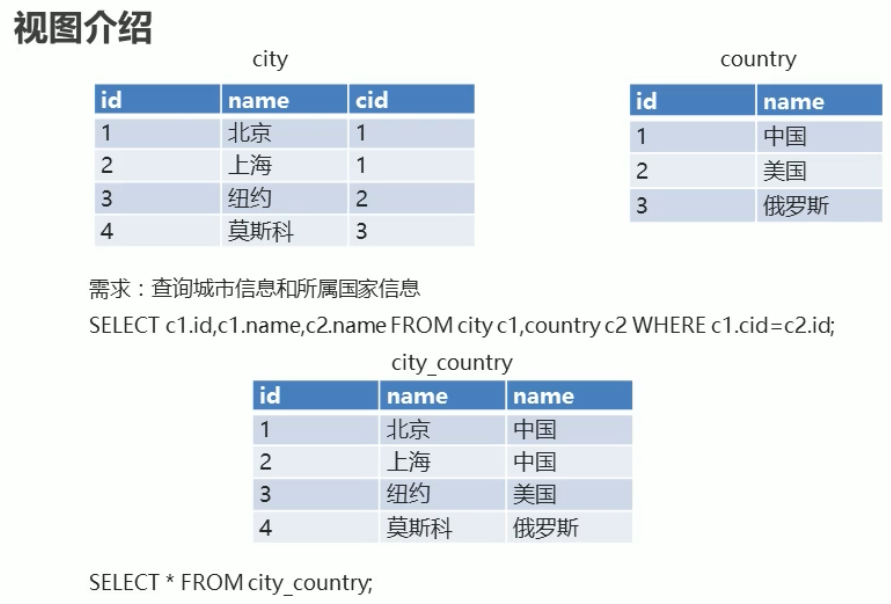 视图介绍
city
country
id name cid
1 北京 1
2 上海 1
3 纽约 2
4 莫斯科 3
id name
1 中国
2 美国
3 俄罗斯
需求：查询城市信息和所属国家信息
SELECT c1.id,c1.name,c2.name FROM city c1,country c2 WHERE c1.cid=c2.id;
city_country
id name name
1 北京 中国
2 上海 中国
3 纽约 美国
4 莫斯科 俄罗斯
SELECT * FROM city_country;